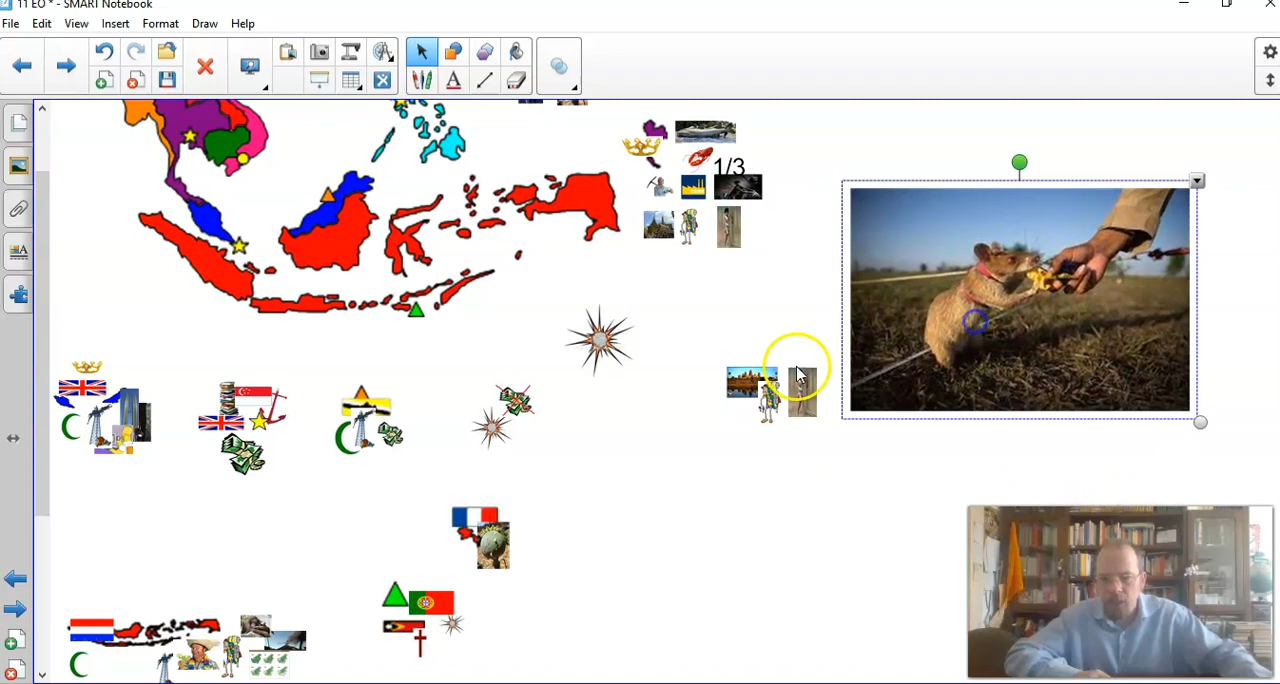 11 EO * - SMART Notebook
File Edit View Insert Format Draw Help
1/3